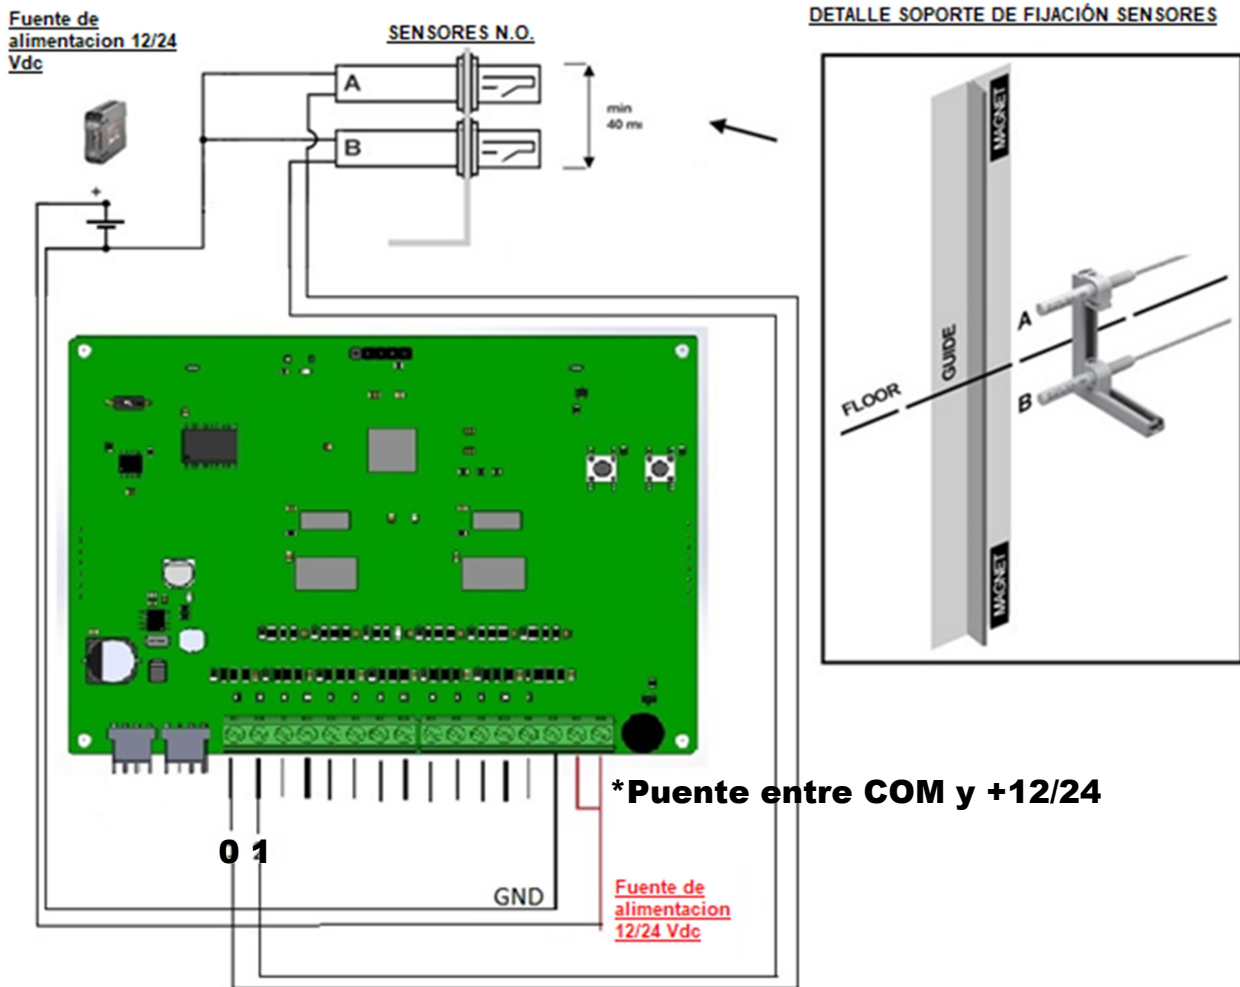 Fuente de
alimentacion 12/24
Vdc
SENSORES N.O.
DETALLE SOPORTE DE FIJACIÓN SENSORES
A
B
min
40 m
+
MAGNET
GUIDE
FLOOR
A
B
MAGNET
*Puente entre COM y +12/24
0 1
GND
Fuente de
alimentacion
12/24 Vdc